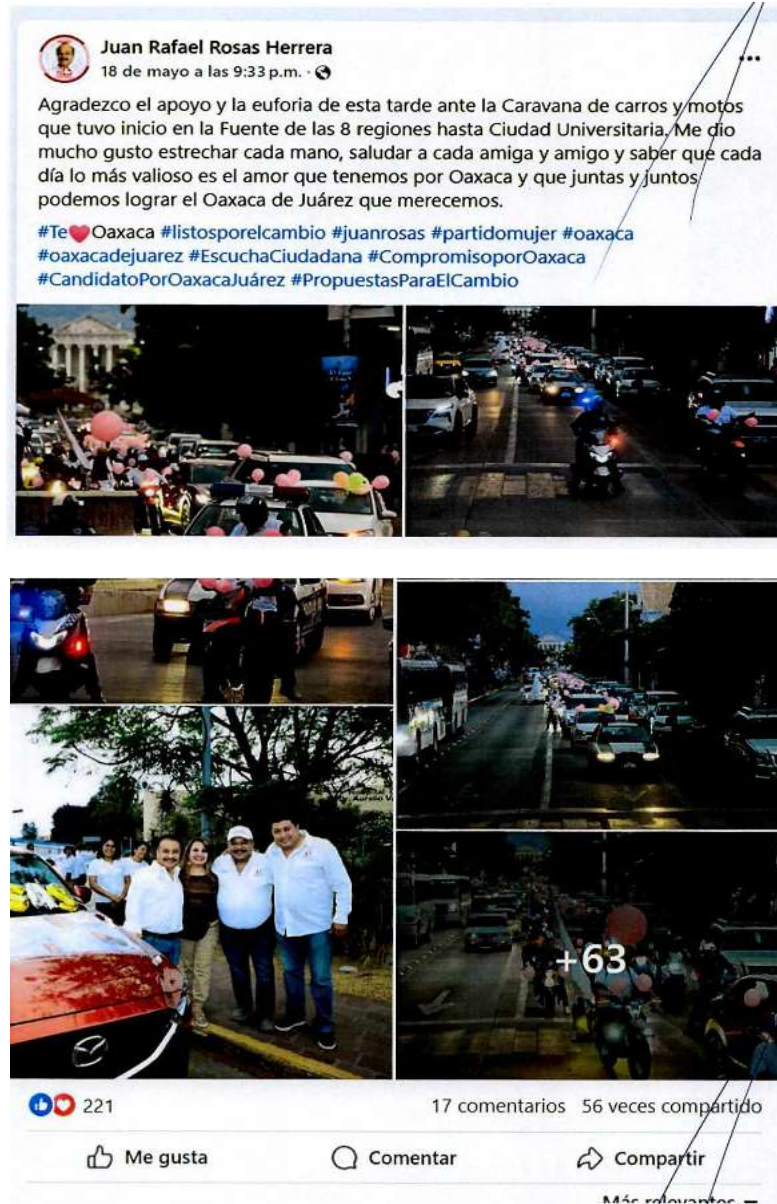 Juan Rafael Rosas Herrera
18 de mayo a las 9:33 p.m. ·
Agradezco el apoyo y la euforia de esta tarde ante la Caravana de carros y motos
que tuvo inicio en la Fuente de las 8 regiones hasta Ciudad Universitaria. Me dio
mucho gusto estrechar cada mano, saludar a cada amiga y amigo y saber que cada
día lo más valioso es el amor que tenemos por Oaxaca y que juntas y juntos
podemos lograr el Oaxaca de Juárez que merecemos.
#Te❤️Oaxaca #listosporelcambio #juanrosas #partidomujer #oaxaca
#oaxacadejuarez #EscuchaCiudadana #CompromisoporOaxaca
#CandidatoPorOaxacaJuárez #PropuestasParaElCambio
+63
221
17 comentarios 56 veces compartido
Me gusta
Comentar
Compartir
Más relevantes